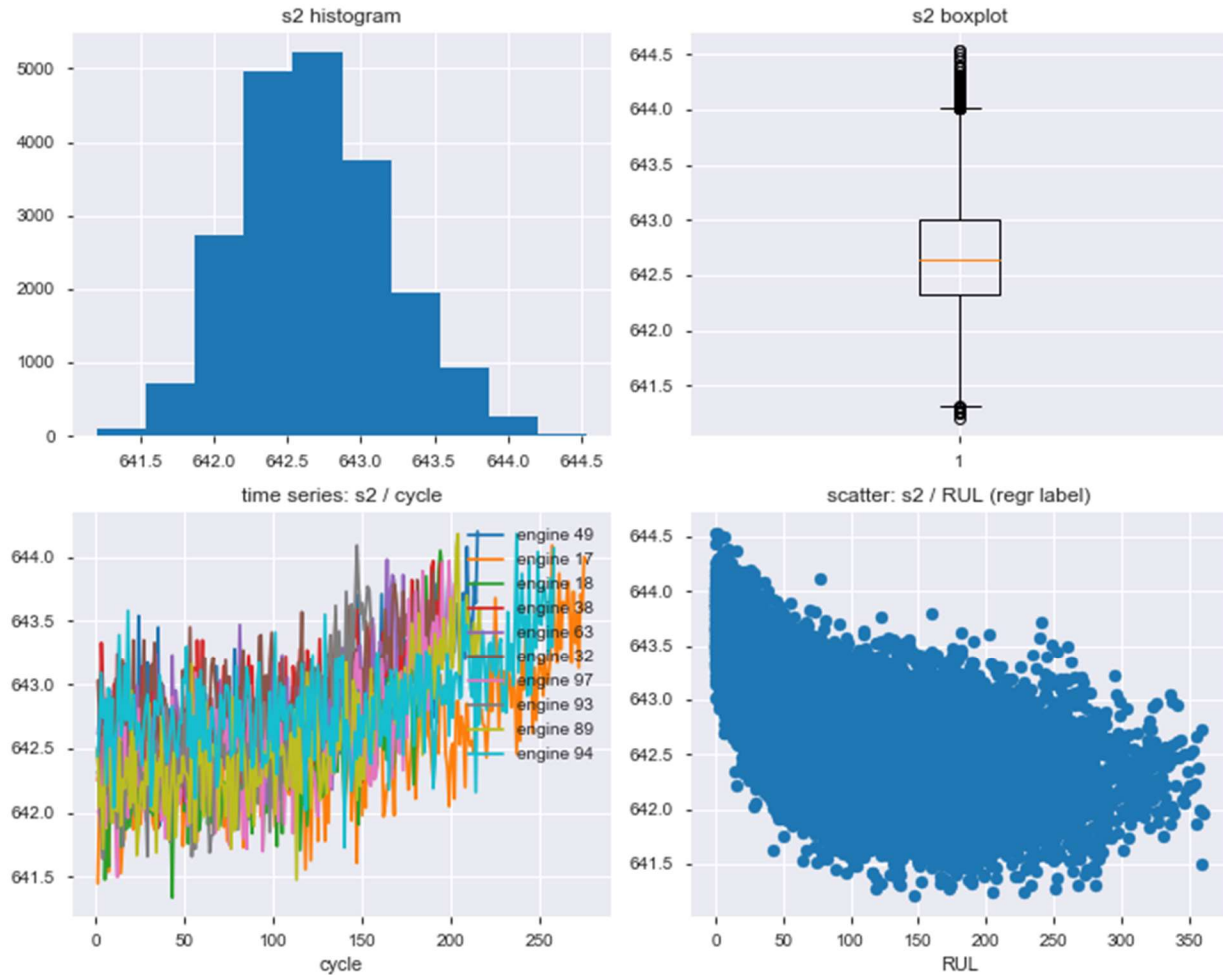 s2 histogram
5000
4000
3000
2000
1000
0
641.5 642.0 642.5 643.0 643.5 644.0 644.5
s2 boxplot
644.5
644.0
643.5
643.0
642.5
642.0
641.5
1
time series: s2 / cycle
644.0
643.5
643.0
642.5
642.0
641.5
engine 49
engine 17
engine 18
engine 38
engine 63
engine 32
engine 97
engine 93
engine 89
engine 94
0 50 100 150 200 250
cycle
scatter: s2 / RUL (regr label)
644.5
644.0
643.5
643.0
642.5
642.0
641.5
0 50 100 150 200 250 300 350
RUL